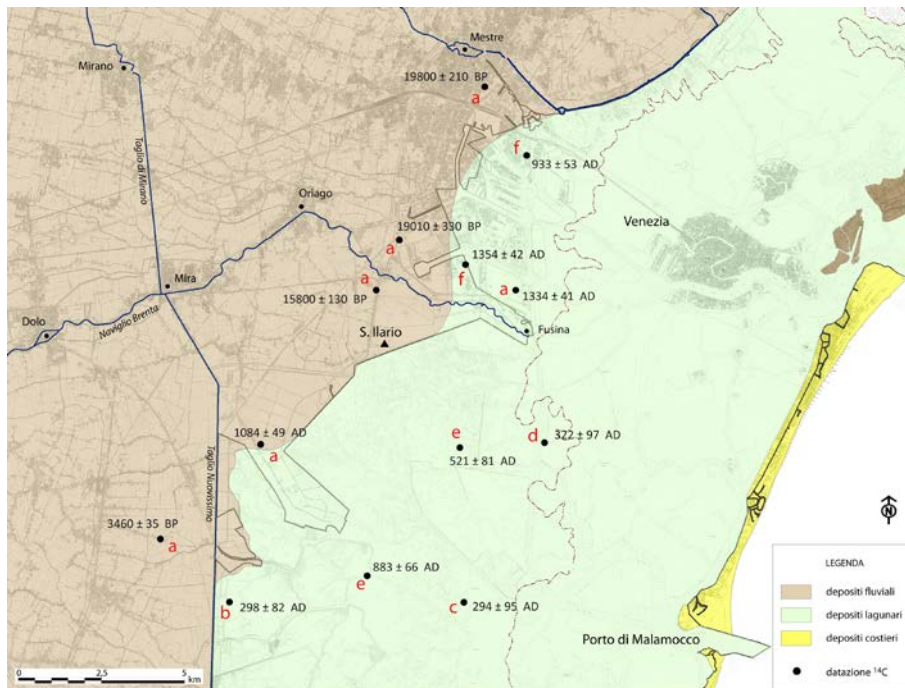 Mestre
Mirano
19800 ± 210 BP
a
f
933 ± 53 AD
Taglio di Mirano
Oriago
Venezia
19010 ± 330 BP
a
1354 ± 42 AD
f
Mira
a
15800 ± 130 BP
a
1334 ± 41 AD
Naviglio Brenta
Dolo
S. Ilario
Fusina
1084 ± 49 AD
a
e
521 ± 81 AD
d
322 ± 97 AD
Taglio Nuovissimo
3460 ± 35 BP
a
883 ± 66 AD
e
b
298 ± 82 AD
c
294 ± 95 AD
Porto di Malamocco
N
LEGENDA
depositi fluviali
depositi lagunari
depositi costieri
datazione ¹⁴C
0 2,5 5
km